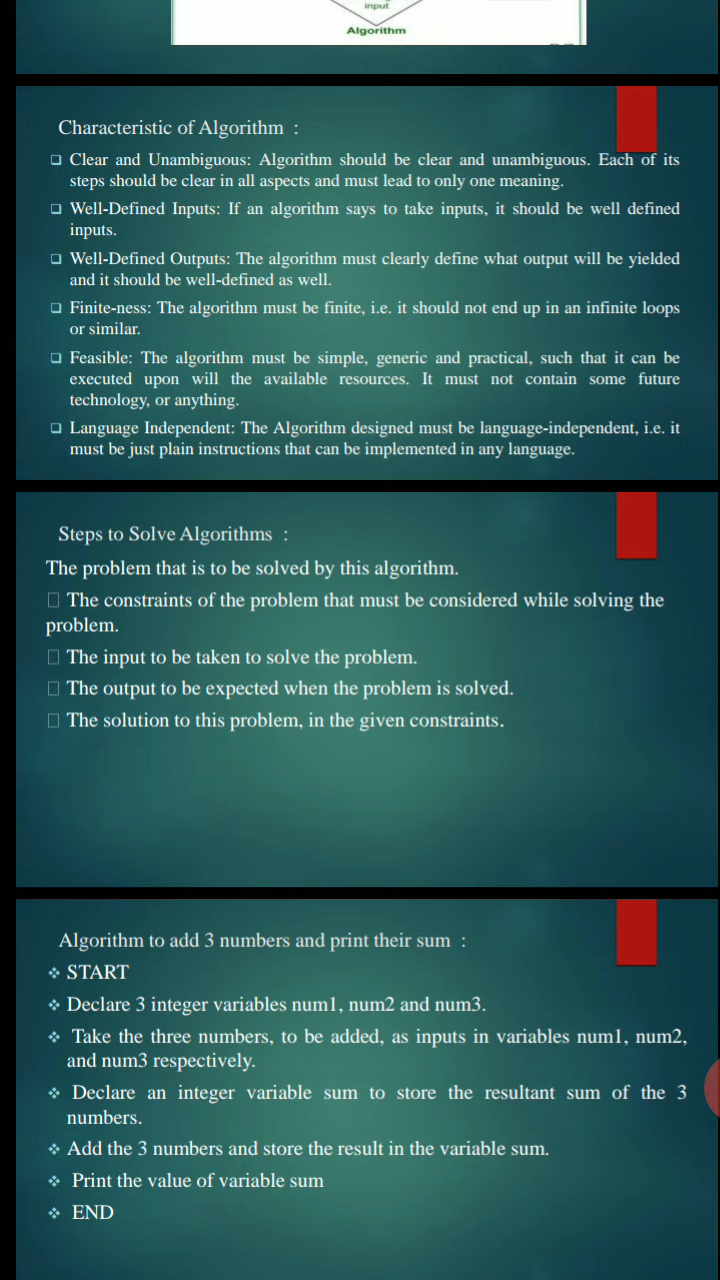 input
Algorithm
Characteristic of Algorithm :
❑ Clear and Unambiguous: Algorithm should be clear and unambiguous. Each of its
steps should be clear in all aspects and must lead to only one meaning.
❑ Well-Defined Inputs: If an algorithm says to take inputs, it should be well defined
inputs.
❑ Well-Defined Outputs: The algorithm must clearly define what output will be yielded
and it should be well-defined as well.
❑ Finite-ness: The algorithm must be finite, i.e. it should not end up in an infinite loops
or similar.
❑ Feasible: The algorithm must be simple, generic and practical, such that it can be
executed upon will the available resources. It must not contain some future
technology, or anything.
❑ Language Independent: The Algorithm designed must be language-independent, i.e. it
must be just plain instructions that can be implemented in any language.
Steps to Solve Algorithms :
The problem that is to be solved by this algorithm.
The constraints of the problem that must be considered while solving the
problem.
The input to be taken to solve the problem.
The output to be expected when the problem is solved.
The solution to this problem, in the given constraints.
Algorithm to add 3 numbers and print their sum :
❖ START
❖ Declare 3 integer variables num1, num2 and num3.
❖ Take the three numbers, to be added, as inputs in variables num1, num2,
and num3 respectively.
❖ Declare an integer variable sum to store the resultant sum of the 3
numbers.
❖ Add the 3 numbers and store the result in the variable sum.
❖ Print the value of variable sum
❖ END